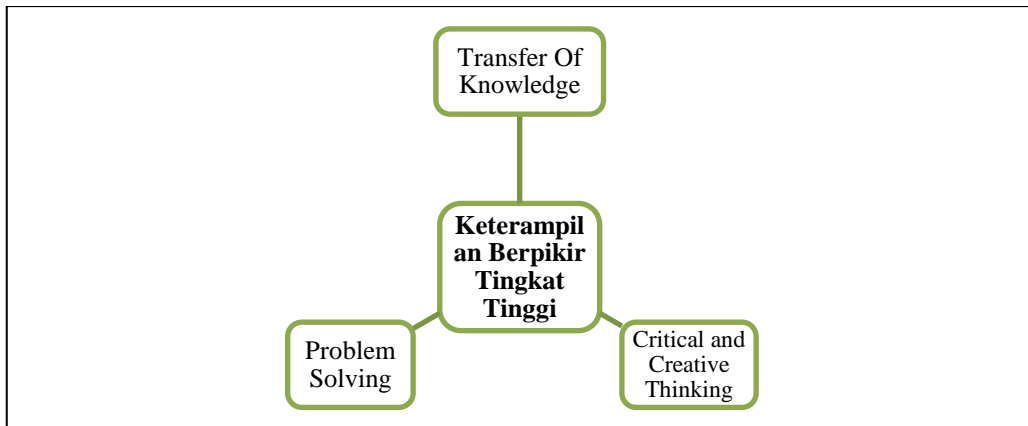 Transfer Of
Knowledge
Keterampil
an Berpikir
Tingkat
Tinggi
Problem
Solving
Critical and
Creative
Thinking